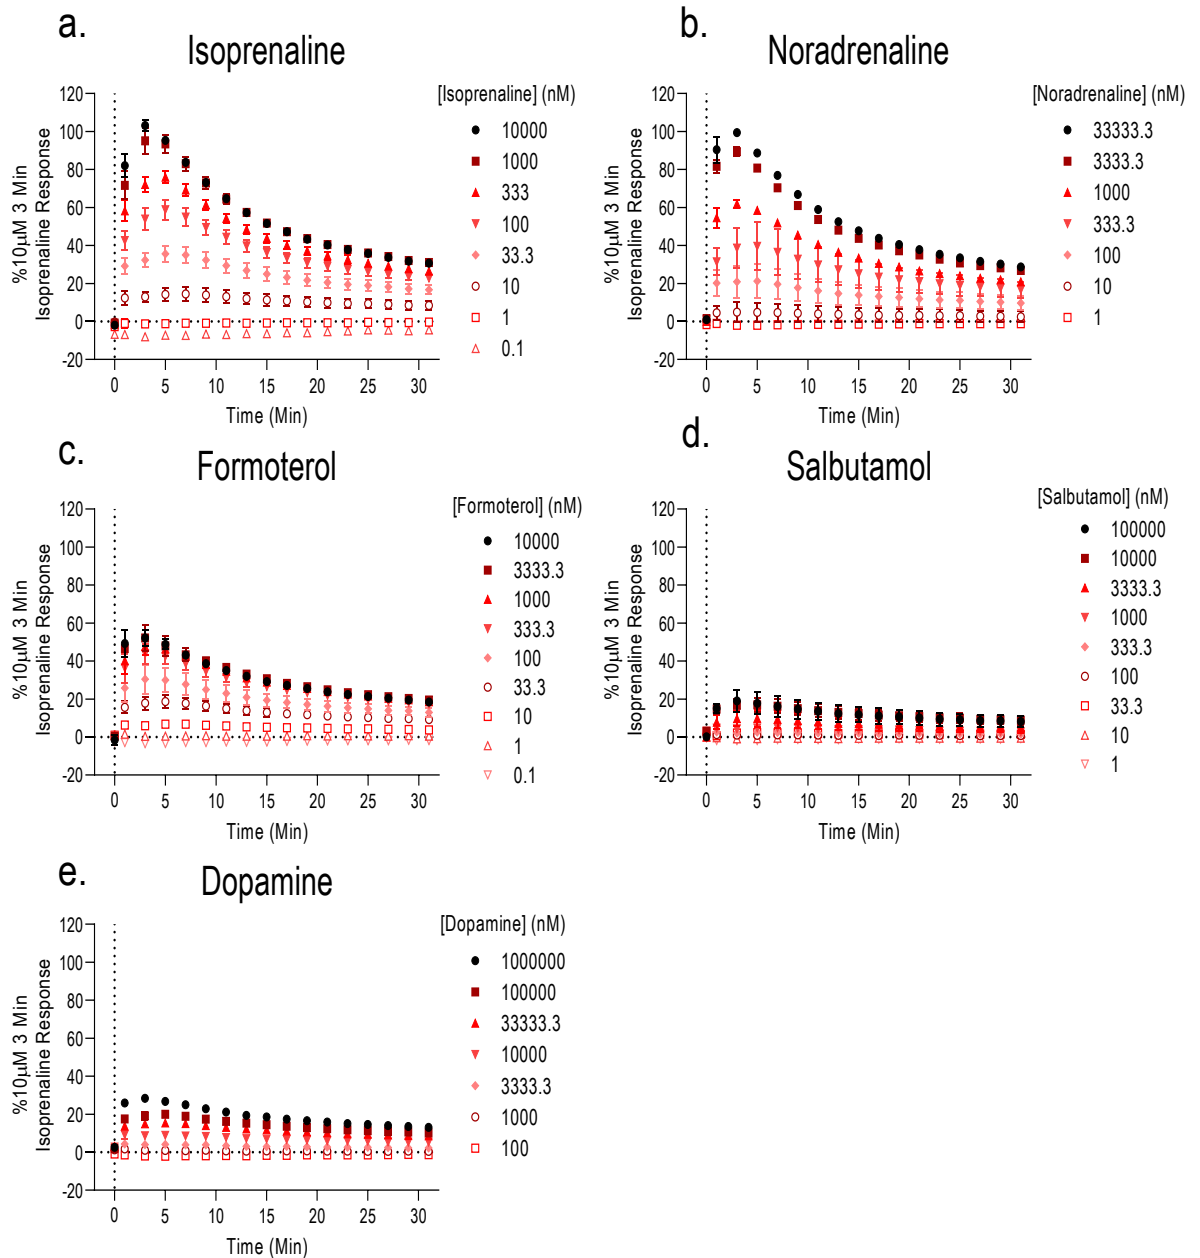 a.
Isoprenaline
%10μM 3 Min
Isoprenaline Response
120
100
80
60
40
20
0
-20
0 5 10 15 20 25 30
Time (Min)
[Isoprenaline] (nM)
10000
1000
333
100
33.3
10
1
0.1
b.
Noradrenaline
%10μM 3 Min
Isoprenaline Response
120
100
80
60
40
20
0
-20
0 5 10 15 20 25 30
Time (Min)
[Noradrenaline] (nM)
33333.3
3333.3
1000
333.3
100
10
1
c.
Formoterol
%10μM 3 Min
Isoprenaline Response
120
100
80
60
40
20
0
-20
0 5 10 15 20 25 30
Time (Min)
[Formoterol] (nM)
10000
3333.3
1000
333.3
100
33.3
10
1
0.1
d.
Salbutamol
%10μM 3 Min
Isoprenaline Response
120
100
80
60
40
20
0
-20
0 5 10 15 20 25 30
Time (Min)
[Salbutamol] (nM)
100000
10000
3333.3
1000
333.3
100
33.3
10
1
e.
Dopamine
%10μM 3 Min
Isoprenaline Response
120
100
80
60
40
20
0
-20
0 5 10 15 20 25 30
Time (Min)
[Dopamine] (nM)
1000000
100000
33333.3
10000
3333.3
1000
100